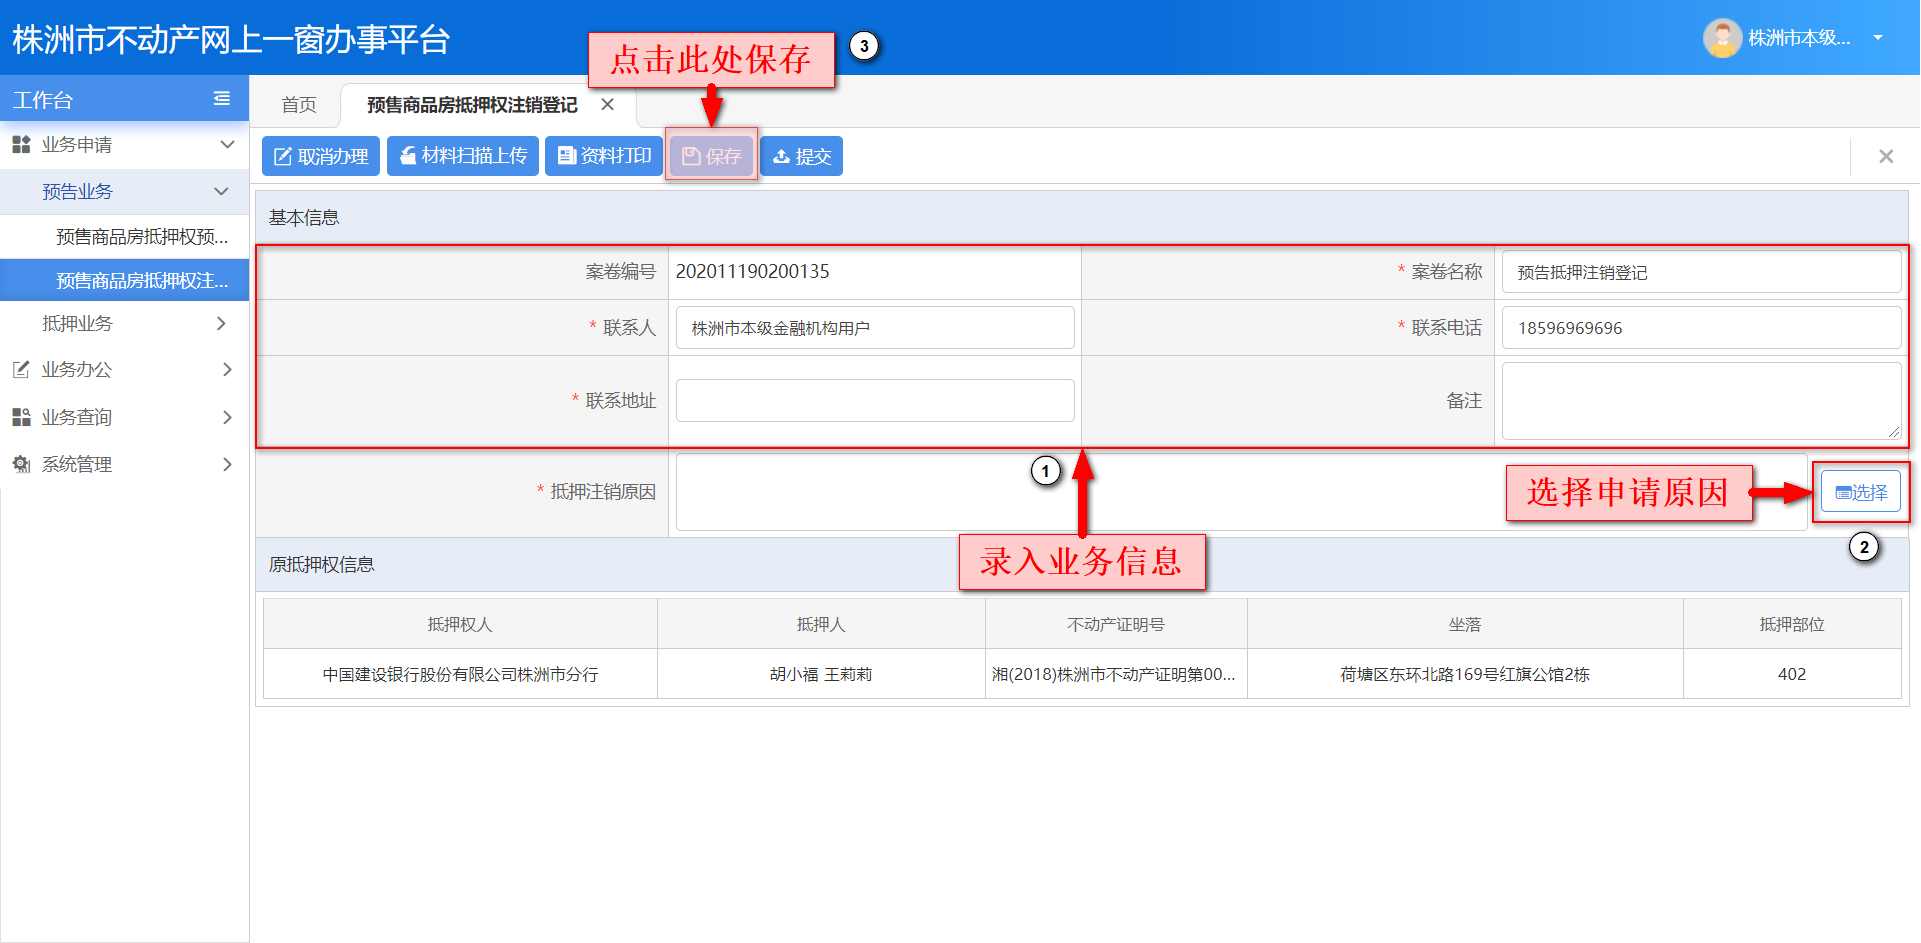 株洲市不动产网上一窗办事平台
点击此处保存
3
株洲市本级...
工作台
首页
预售商品房抵押权注销登记
业务申请
取消办理
材料扫描上传
资料打印
保存
提交
预告业务
预售商品房抵押权预...
预售商品房抵押权注...
抵押业务
业务办公
业务查询
系统管理
基本信息
案卷编号
202011190200135
* 案卷名称
预告抵押注销登记
* 联系人
株洲市本级金融机构用户
* 联系电话
18596969696
* 联系地址
备注
1
* 抵押注销原因
选择申请原因
选择
2
录入业务信息
原抵押权信息
抵押权人
抵押人
不动产证明号
坐落
抵押部位
中国建设银行股份有限公司株洲市分行
胡小福 王莉莉
湘(2018)株洲市不动产证明第00...
荷塘区东环北路169号红旗公馆2栋
402